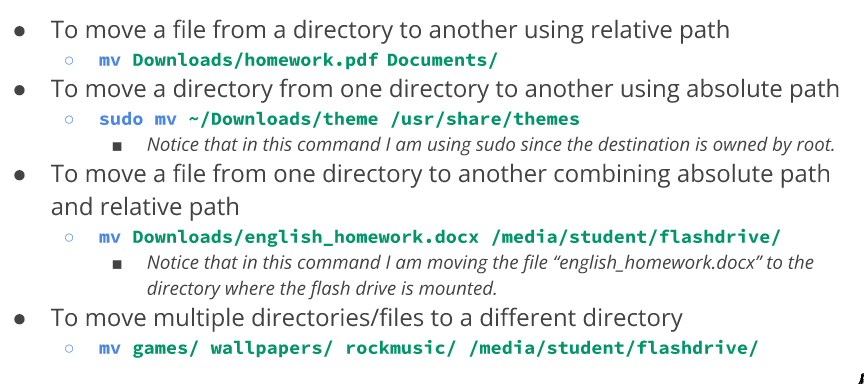 ● To move a file from a directory to another using relative path
○ mv Downloads/homework.pdf Documents/
● To move a directory from one directory to another using absolute path
○ sudo mv ~/Downloads/theme /usr/share/themes
■ Notice that in this command I am using sudo since the destination is owned by root.
● To move a file from one directory to another combining absolute path
and relative path
○ mv Downloads/english_homework.docx /media/student/flashdrive/
■ Notice that in this command I am moving the file “english_homework.docx” to the
directory where the flash drive is mounted.
● To move multiple directories/files to a different directory
○ mv games/ wallpapers/ rockmusic/ /media/student/flashdrive/